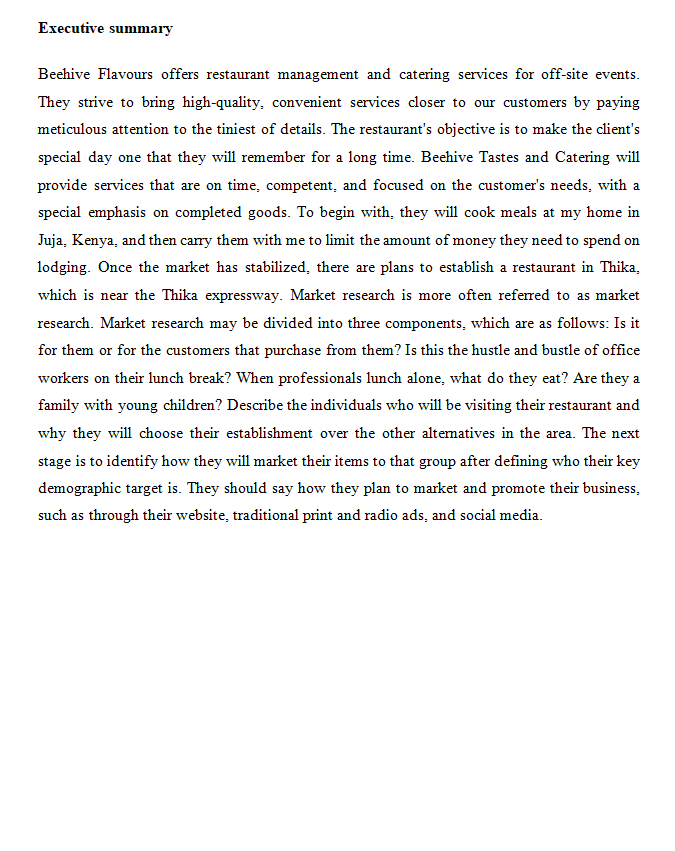 Executive summary
Beehive Flavours offers restaurant management and catering services for off-site events.
They strive to bring high-quality, convenient services closer to our customers by paying
meticulous attention to the tiniest of details. The restaurant's objective is to make the client's
special day one that they will remember for a long time. Beehive Tastes and Catering will
provide services that are on time, competent, and focused on the customer's needs, with a
special emphasis on completed goods. To begin with, they will cook meals at my home in
Juja, Kenya, and then carry them with me to limit the amount of money they need to spend on
lodging. Once the market has stabilized, there are plans to establish a restaurant in Thika,
which is near the Thika expressway. Market research is more often referred to as market
research. Market research may be divided into three components, which are as follows: Is it
for them or for the customers that purchase from them? Is this the hustle and bustle of office
workers on their lunch break? When professionals lunch alone, what do they eat? Are they a
family with young children? Describe the individuals who will be visiting their restaurant and
why they will choose their establishment over the other alternatives in the area. The next
stage is to identify how they will market their items to that group after defining who their key
demographic target is. They should say how they plan to market and promote their business,
such as through their website, traditional print and radio ads, and social media.